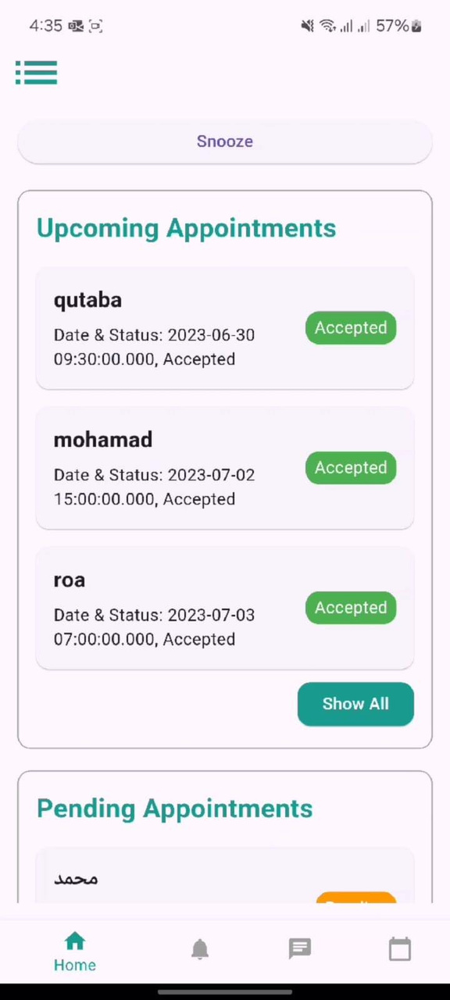 4:35
57%
Snooze
Upcoming Appointments
qutaba
Date & Status: 2023-06-30
09:30:00.000, Accepted
Accepted
mohamad
Date & Status: 2023-07-02
15:00:00.000, Accepted
Accepted
roa
Date & Status: 2023-07-03
07:00:00.000, Accepted
Accepted
Show All
Pending Appointments
محمد
Home